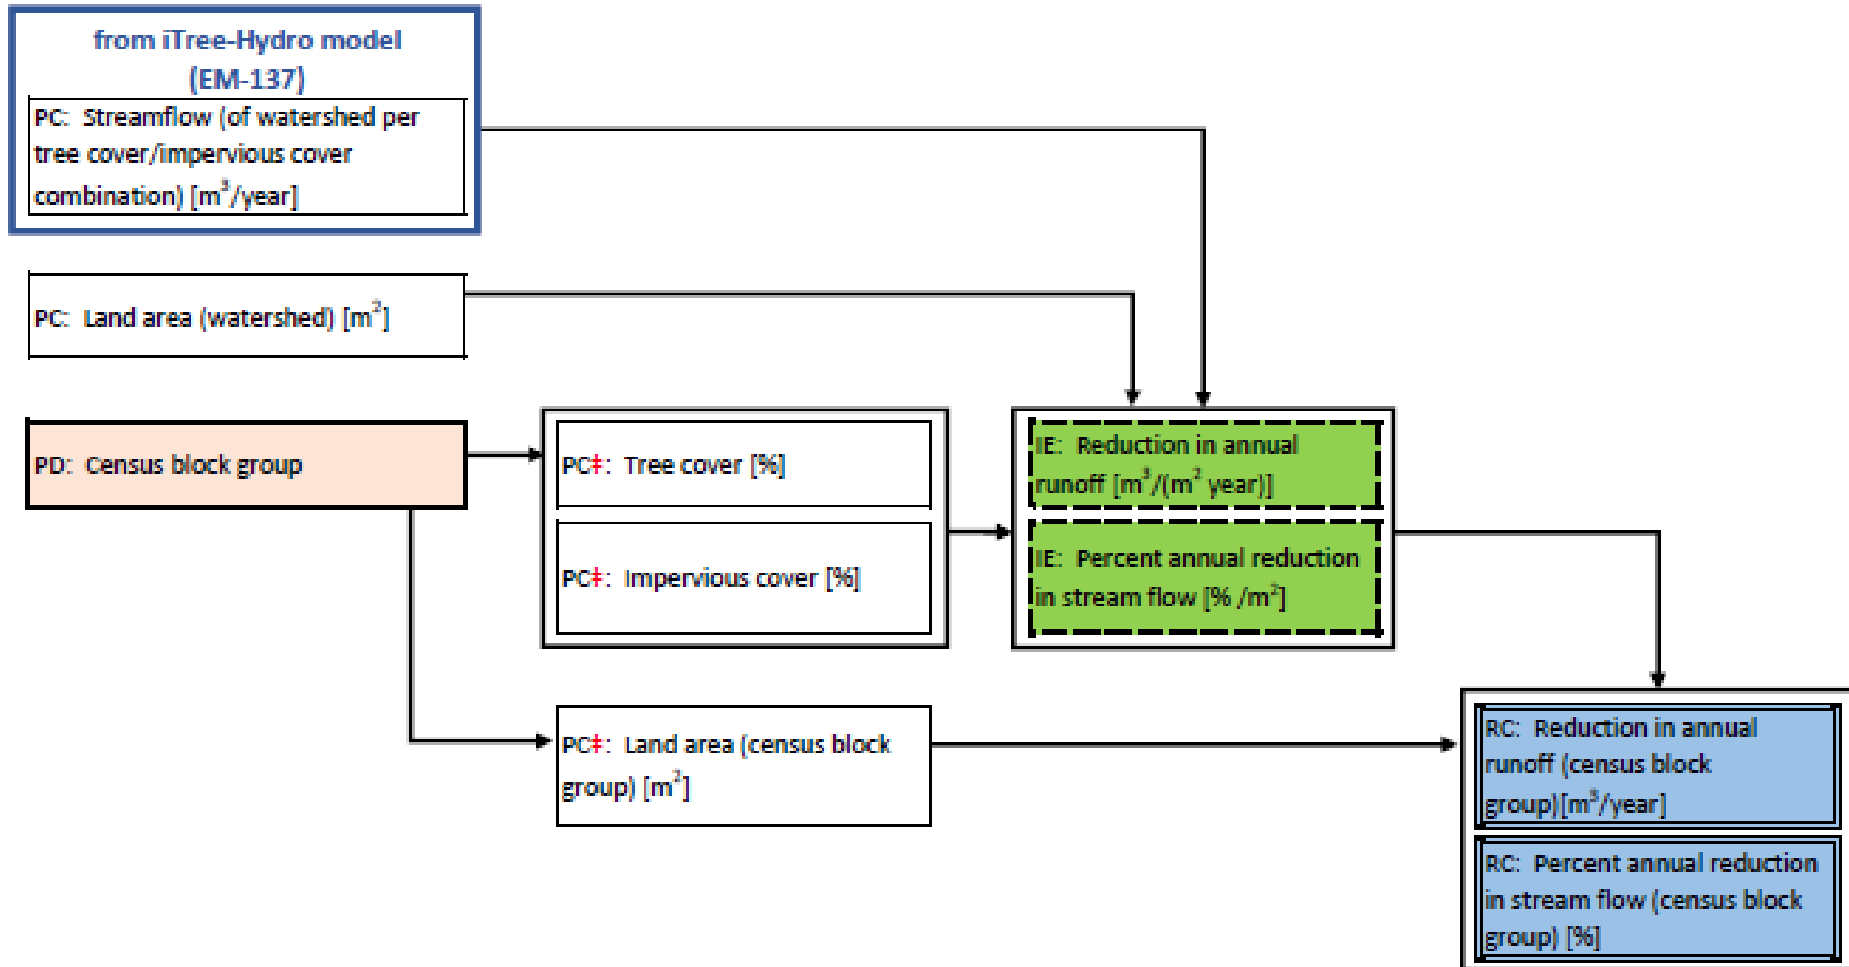 from iTree-Hydro model
(EM-137)
PC: Streamflow (of watershed per
tree cover/impervious cover
combination) [m³/year]
PC: Land area (watershed) [m²]
PD: Census block group
PC‡: Tree cover [%]
PC‡: Impervious cover [%]
IE: Reduction in annual
runoff [m³/(m² year)]
IE: Percent annual reduction
in stream flow [% /m²]
PC‡: Land area (census block
group) [m²]
RC: Reduction in annual
runoff (census block
group)[m³/year]
RC: Percent annual reduction
in stream flow (census block
group) [%]